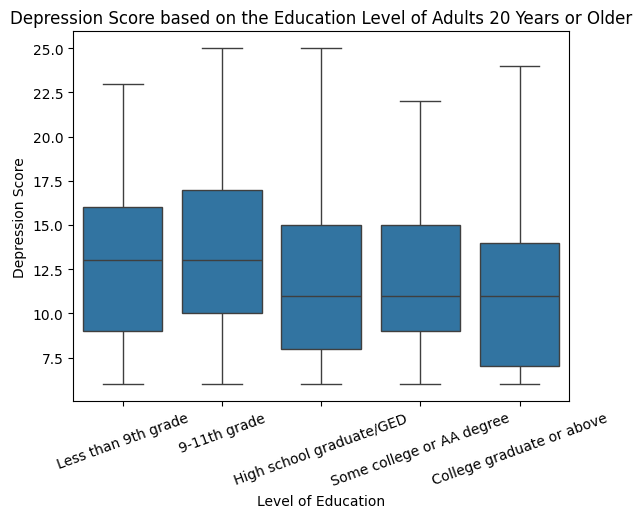 Depression Score based on the Education Level of Adults 20 Years or Older
Depression Score
25.0
22.5
20.0
17.5
15.0
12.5
10.0
7.5
Less than 9th grade
9-11th grade
High school graduate/GED
Some college or AA degree
College graduate or above
Level of Education